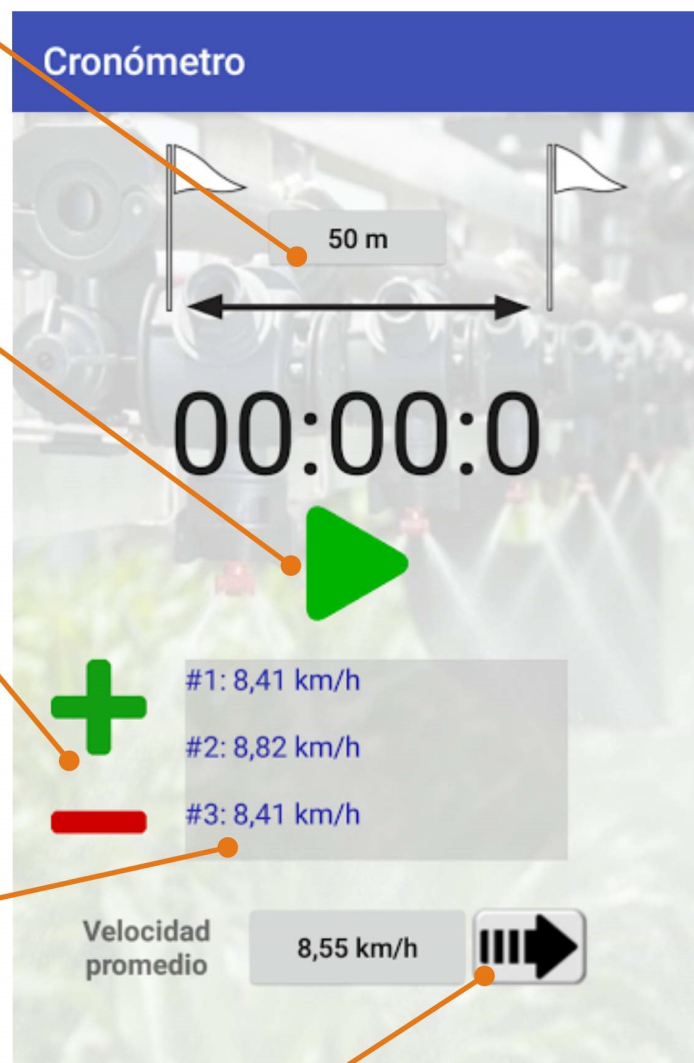 Cronómetro
50 m
00:00:0
#1: 8,41 km/h
#2: 8,82 km/h
#3: 8,41 km/h
Velocidad
promedio
8,55 km/h